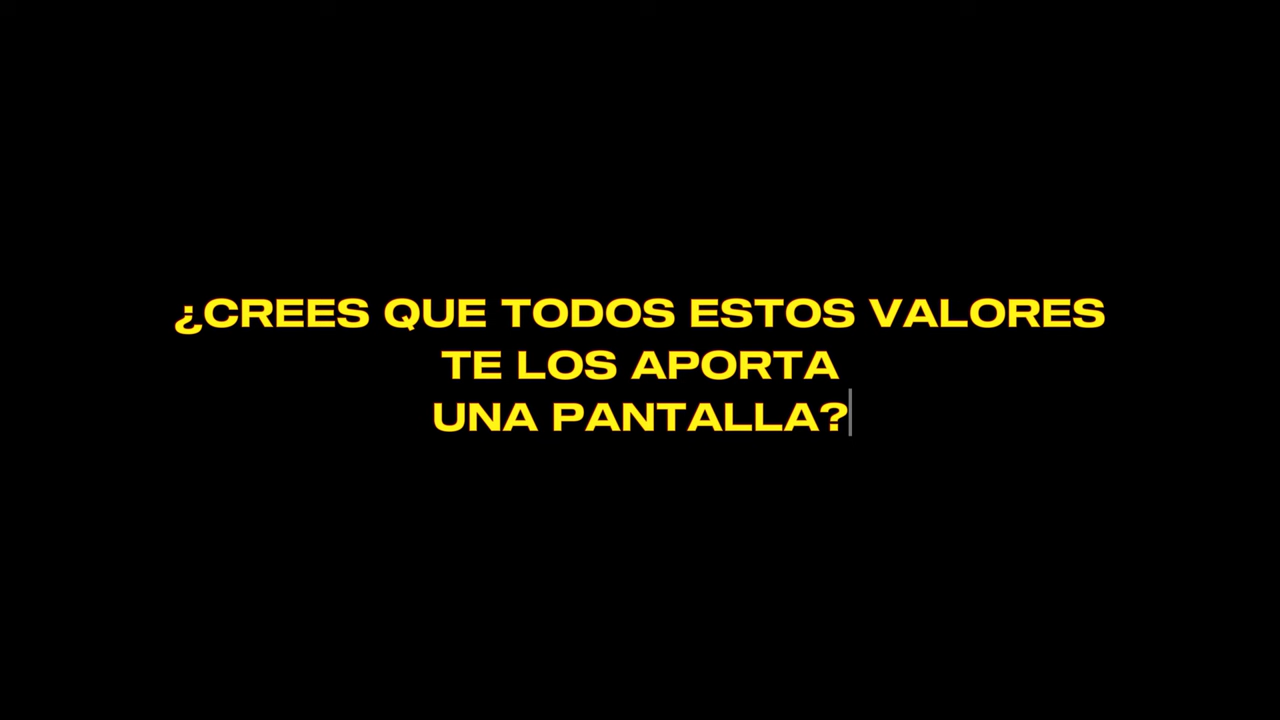 ¿CREES QUE TODOS ESTOS VALORES
TE LOS APORTA
UNA PANTALLA?